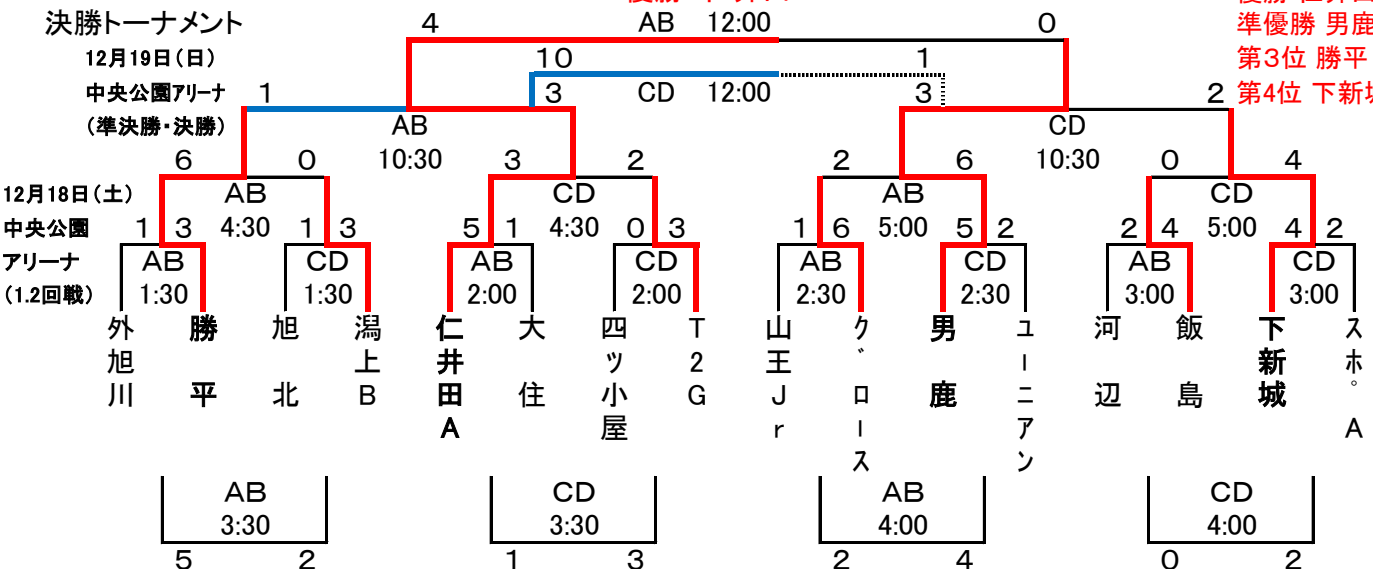 決勝トーナメント 4 AB 12:00 0
準優勝 男鹿
12月19日(日) 10 1
第3位 勝平
中央公園アリーナ 1 3 CD 12:00 3 2
第4位 下新城
(準決勝・決勝) AB CD
6 0 10:30 3 2 2 6 10:30 0 4
12月18日(土) AB CD AB CD
中央公園 1 3 4:30 1 3 5 1 4:30 0 3 1 6 5:00 5 2 2 4 5:00 4 2
アリーナ AB CD AB CD AB CD AB CD
(1.2回戦) 1:30 1:30 2:00 2:00 2:30 2:30 3:00 3:00
外旭川
勝平
旭北
潟上B
仁井田A
大住
四ツ小屋
T2G
山王Jr
グロース
男鹿
ユーニアン
河辺
飯島
下新城
スポA
AB CD AB CD
3:30 3:30 4:00 4:00
5 2 1 3 2 4 0 2